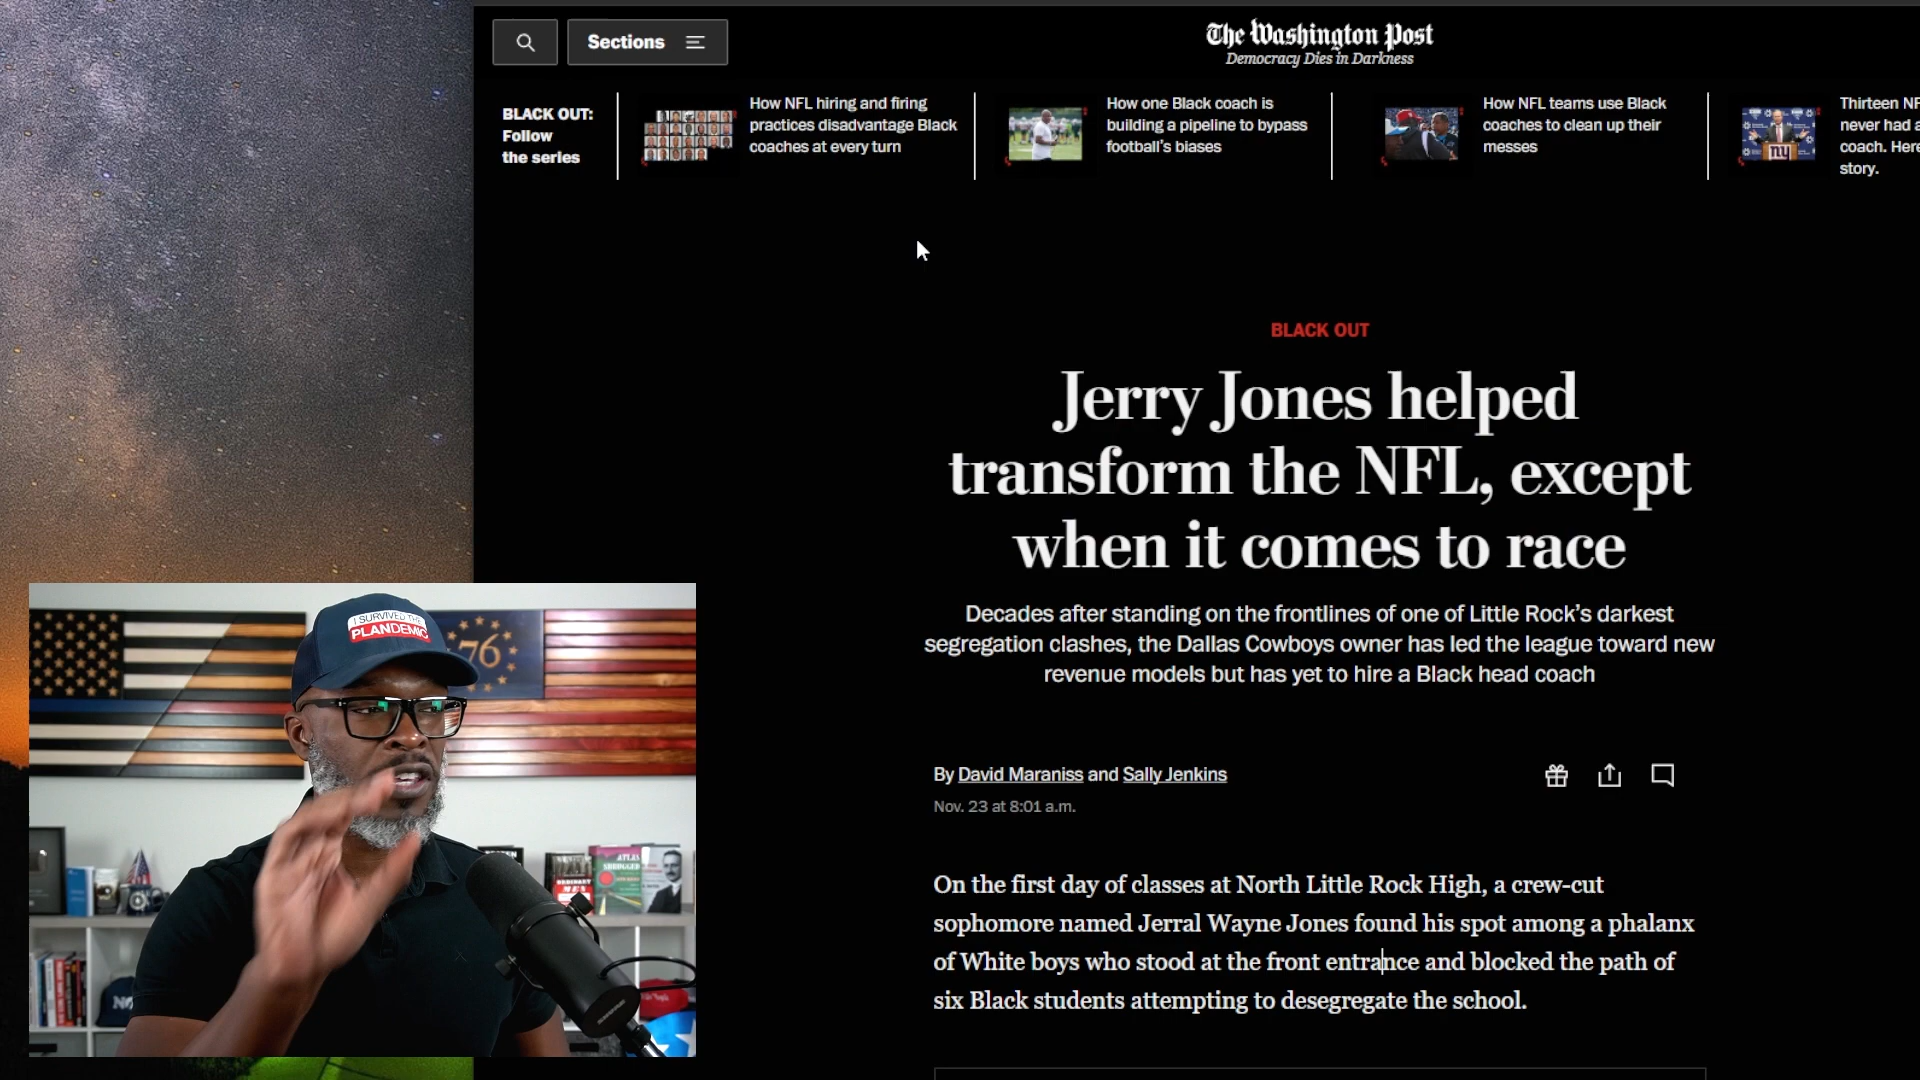 Sections
The Washington Post
Democracy Dies in Darkness
BLACK OUT:
Follow
the series
How NFL hiring and firing
practices disadvantage Black
coaches at every turn
How one Black coach is
building a pipeline to bypass
football's biases
How NFL teams use Black
coaches to clean up their
messes
Thirteen NF
never had a
coach. Here
story.
BLACK OUT
Jerry Jones helped
transform the NFL, except
when it comes to race
Decades after standing on the frontlines of one of Little Rock's darkest
segregation clashes, the Dallas Cowboys owner has led the league toward new
revenue models but has yet to hire a Black head coach
By David Maraniss and Sally Jenkins
Nov. 23 at 8:01 a.m.
On the first day of classes at North Little Rock High, a crew-cut
sophomore named Jerral Wayne Jones found his spot among a phalanx
of White boys who stood at the front entrance and blocked the path of
six Black students attempting to desegregate the school.
I SURVIVED THE
PLANDEMIC
76
ATLAS
SHRUGGED
ORDINARY
MEN
ny